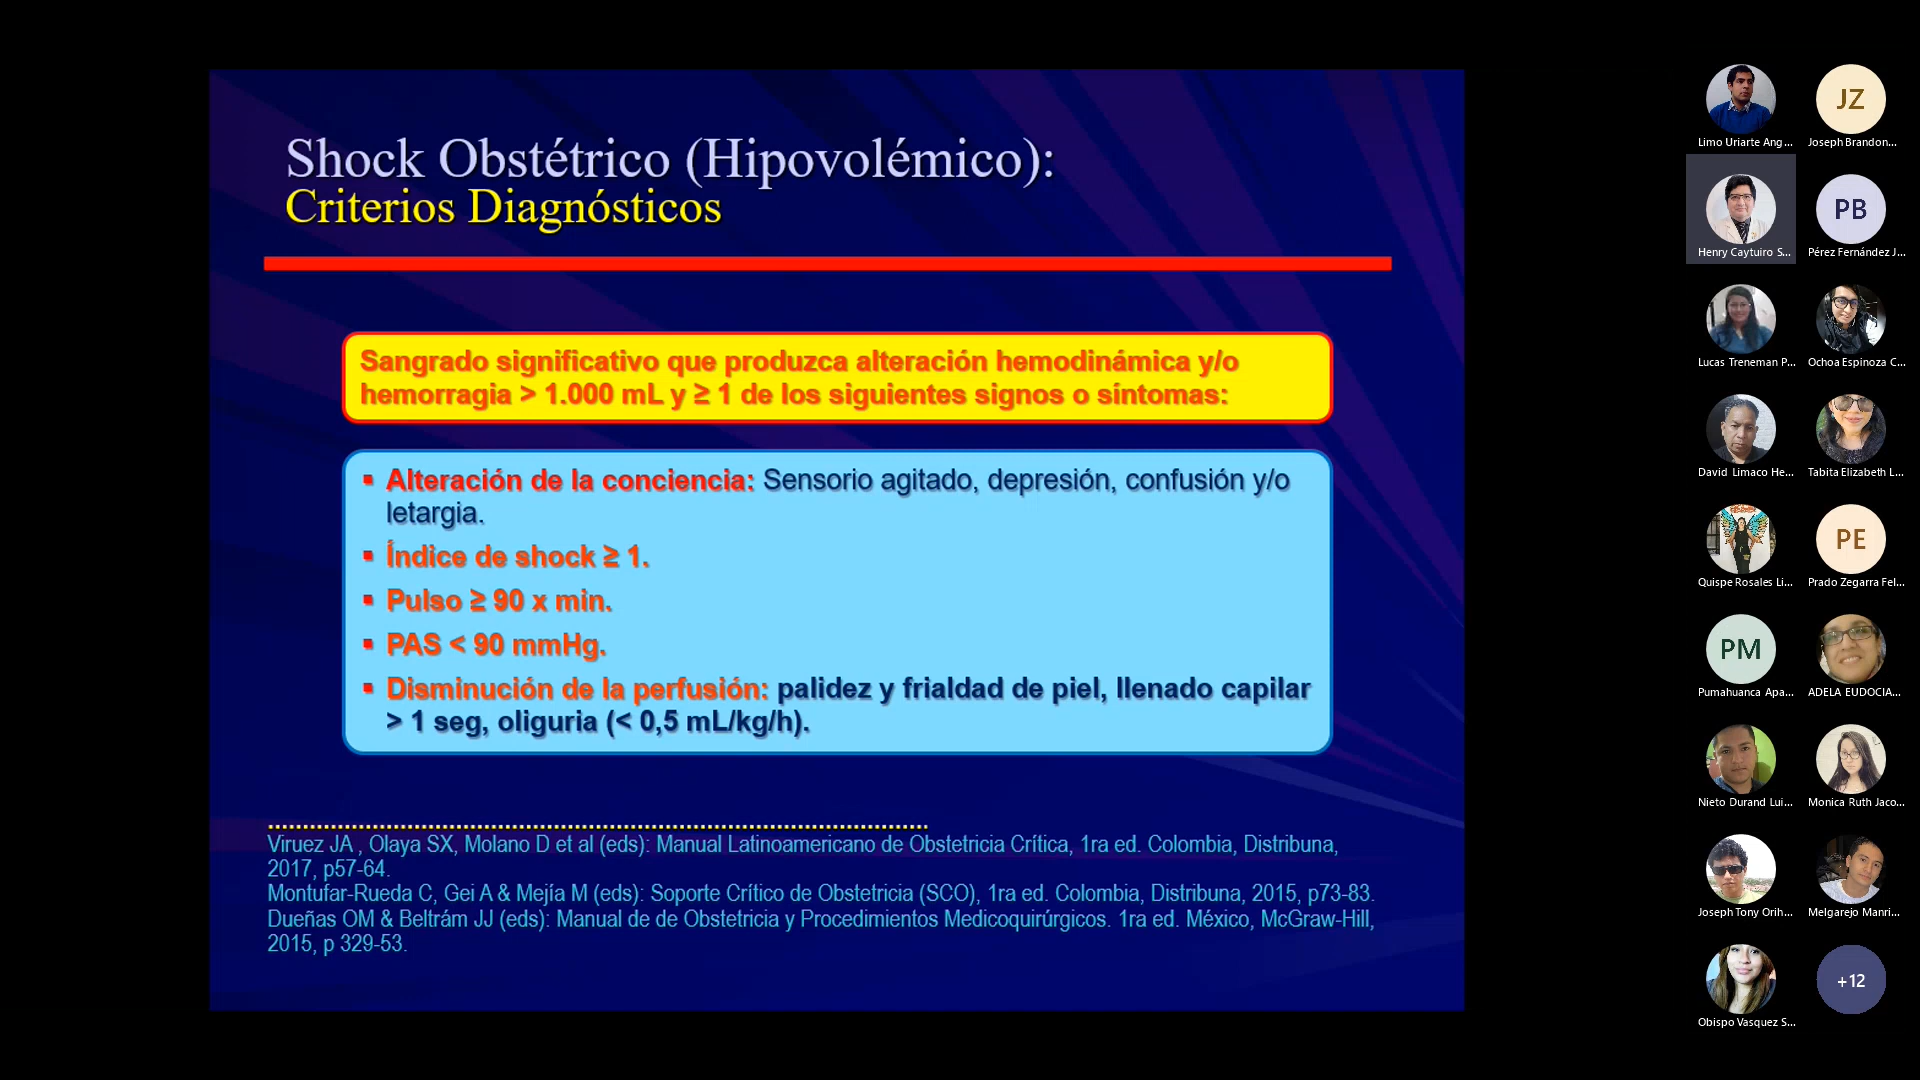 Shock Obstétrico (Hipovolémico):
Criterios Diagnósticos
Sangrado significativo que produzca alteración hemodinámica y/o
hemorragia > 1.000 mL y ≥ 1 de los siguientes signos o síntomas:
▪ Alteración de la conciencia: Sensorio agitado, depresión, confusión y/o
letargia.
▪ Índice de shock ≥ 1.
▪ Pulso ≥ 90 x min.
▪ PAS < 90 mmHg.
▪ Disminución de la perfusión: palidez y frialdad de piel, llenado capilar
> 1 seg, oliguria (< 0,5 mL/kg/h).
Viruez JA , Olaya SX, Molano D et al (eds): Manual Latinoamericano de Obstetricia Crítica, 1ra ed. Colombia, Distribuna,
2017, p57-64.
Montufar-Rueda C, Gei A & Mejía M (eds): Soporte Crítico de Obstetricia (SCO), 1ra ed. Colombia, Distribuna, 2015, p73-83.
Dueñas OM & Beltrám JJ (eds): Manual de de Obstetricia y Procedimientos Medicoquirúrgicos. 1ra ed. México, McGraw-Hill,
2015, p 329-53.
Limo Uriarte Ang...
JZ
Joseph Brandon...
Henry Caytuiro S...
PB
Pérez Fernández J...
Lucas Treneman P...
Ochoa Espinoza C...
David Limaco He...
Tabita Elizabeth L...
Quispe Rosales Li...
PE
Prado Zegarra Fel...
PM
Pumahuanca Apa...
ADELA EUDOCIA...
Nieto Durand Lui...
Monica Ruth Jaco...
Joseph Tony Orih...
Melgarejo Manri...
Obispo Vasquez S...
+12